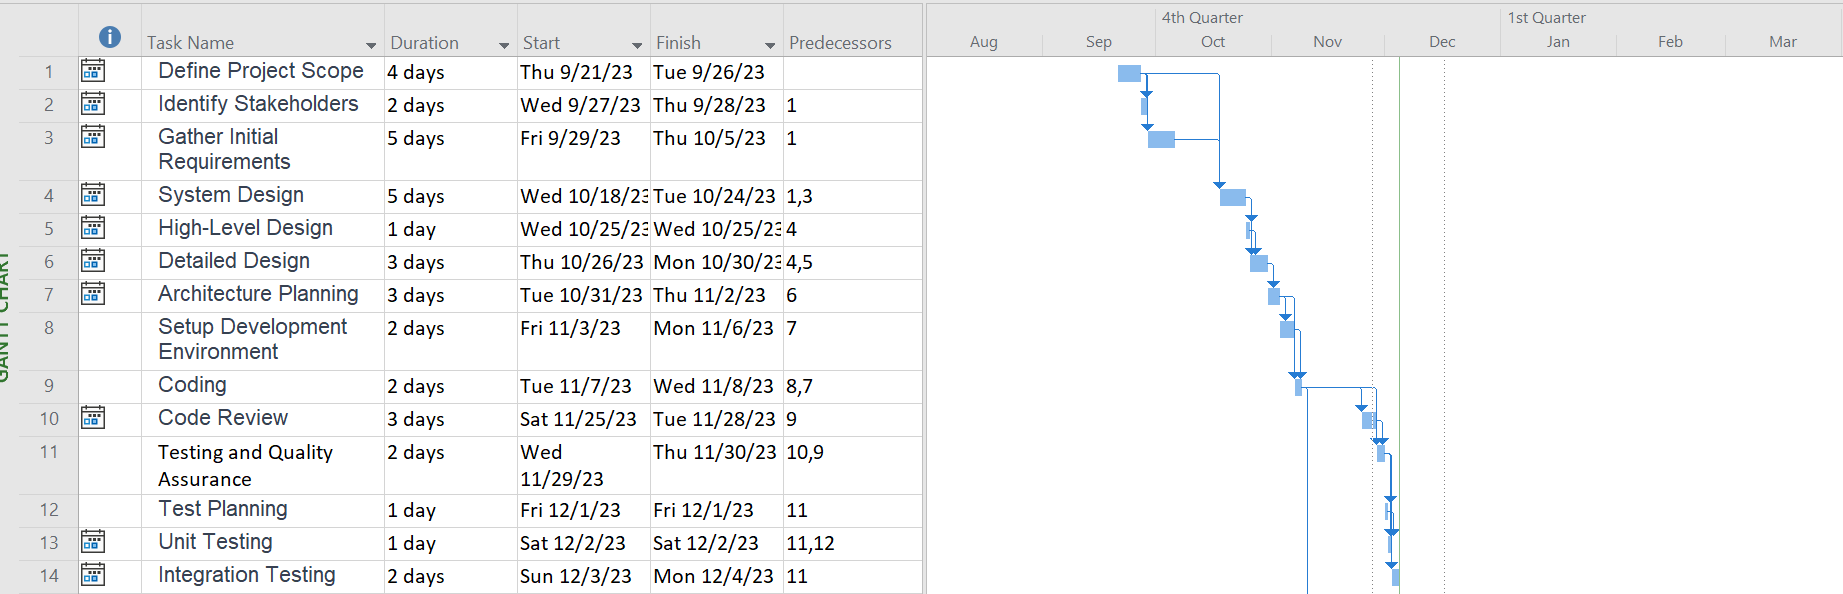 4th Quarter 1st Quarter
Task Name Duration Start Finish Predecessors Aug Sep Oct Nov Dec Jan Feb Mar
1 Define Project Scope 4 days Thu 9/21/23 Tue 9/26/23
2 Identify Stakeholders 2 days Wed 9/27/23 Thu 9/28/23 1
3 Gather Initial 5 days Fri 9/29/23 Thu 10/5/23 1
Requirements
4 System Design 5 days Wed 10/18/23 Tue 10/24/23 1,3
5 High-Level Design 1 day Wed 10/25/23 Wed 10/25/23 4
6 Detailed Design 3 days Thu 10/26/23 Mon 10/30/23 4,5
7 Architecture Planning 3 days Tue 10/31/23 Thu 11/2/23 6
8 Setup Development 2 days Fri 11/3/23 Mon 11/6/23 7
Environment
9 Coding 2 days Tue 11/7/23 Wed 11/8/23 8,7
10 Code Review 3 days Sat 11/25/23 Tue 11/28/23 9
11 Testing and Quality 2 days Wed Thu 11/30/23 10,9
Assurance 11/29/23
12 Test Planning 1 day Fri 12/1/23 Fri 12/1/23 11
13 Unit Testing 1 day Sat 12/2/23 Sat 12/2/23 11,12
14 Integration Testing 2 days Sun 12/3/23 Mon 12/4/23 11
GANTT CHART